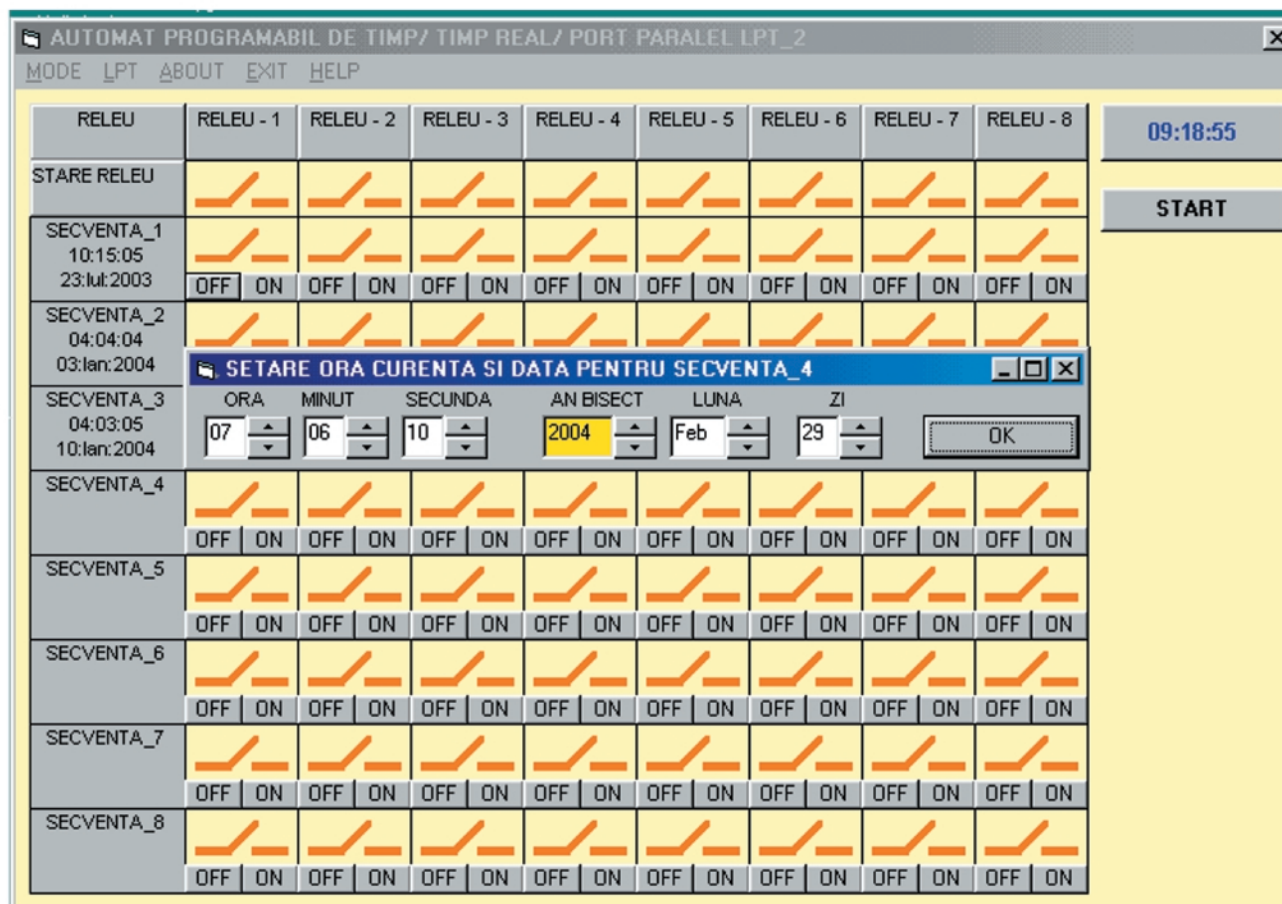 AUTOMAT PROGRAMABIL DE TIMP/ TIMP REAL/ PORT PARALEL LPT_2
MODE LPT ABOUT EXIT HELP
RELEU RELEU - 1 RELEU - 2 RELEU - 3 RELEU - 4 RELEU - 5 RELEU - 6 RELEU - 7 RELEU - 8
09:18:55
STARE RELEU
START
SECVENTA_1
10:15:05
23:Iul:2003
OFF ON OFF ON OFF ON OFF ON OFF ON OFF ON OFF ON OFF ON
SECVENTA_2
04:04:04
03:Ian:2004
SETARE ORA CURENTA SI DATA PENTRU SECVENTA_4
ORA MINUT SECUNDA AN BISECT LUNA ZI
07 06 10 2004 Feb 29 OK
SECVENTA_3
04:03:05
10:Ian:2004
SECVENTA_4
OFF ON OFF ON OFF ON OFF ON OFF ON OFF ON OFF ON OFF ON
SECVENTA_5
OFF ON OFF ON OFF ON OFF ON OFF ON OFF ON OFF ON OFF ON
SECVENTA_6
OFF ON OFF ON OFF ON OFF ON OFF ON OFF ON OFF ON OFF ON
SECVENTA_7
OFF ON OFF ON OFF ON OFF ON OFF ON OFF ON OFF ON OFF ON
SECVENTA_8
OFF ON OFF ON OFF ON OFF ON OFF ON OFF ON OFF ON OFF ON